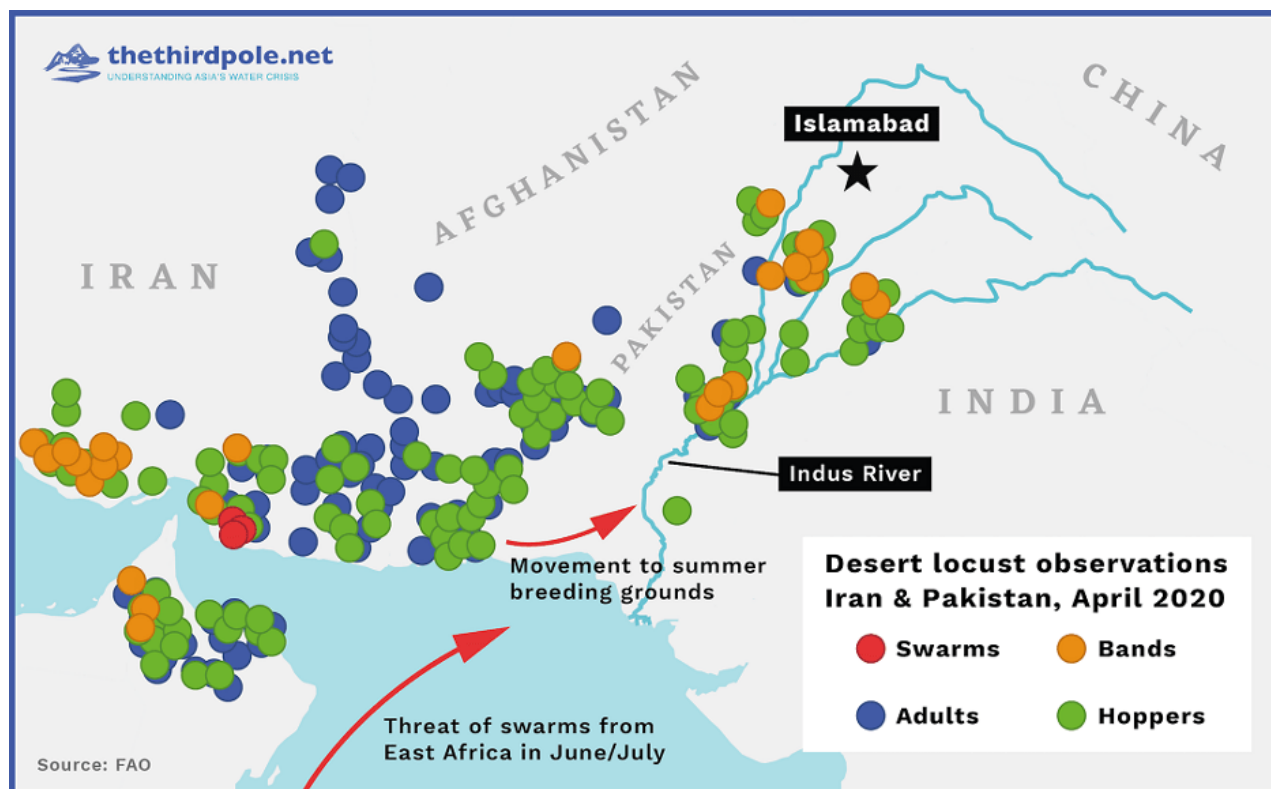 thethirdpole.net
UNDERSTANDING ASIA'S WATER CRISIS
CHINA
AFGHANISTAN
Islamabad
IRAN
PAKISTAN
INDIA
Indus River
Movement to summer
breeding grounds
Threat of swarms from
East Africa in June/July
Desert locust observations
Iran & Pakistan, April 2020
Swarms
Bands
Adults
Hoppers
Source: FAO